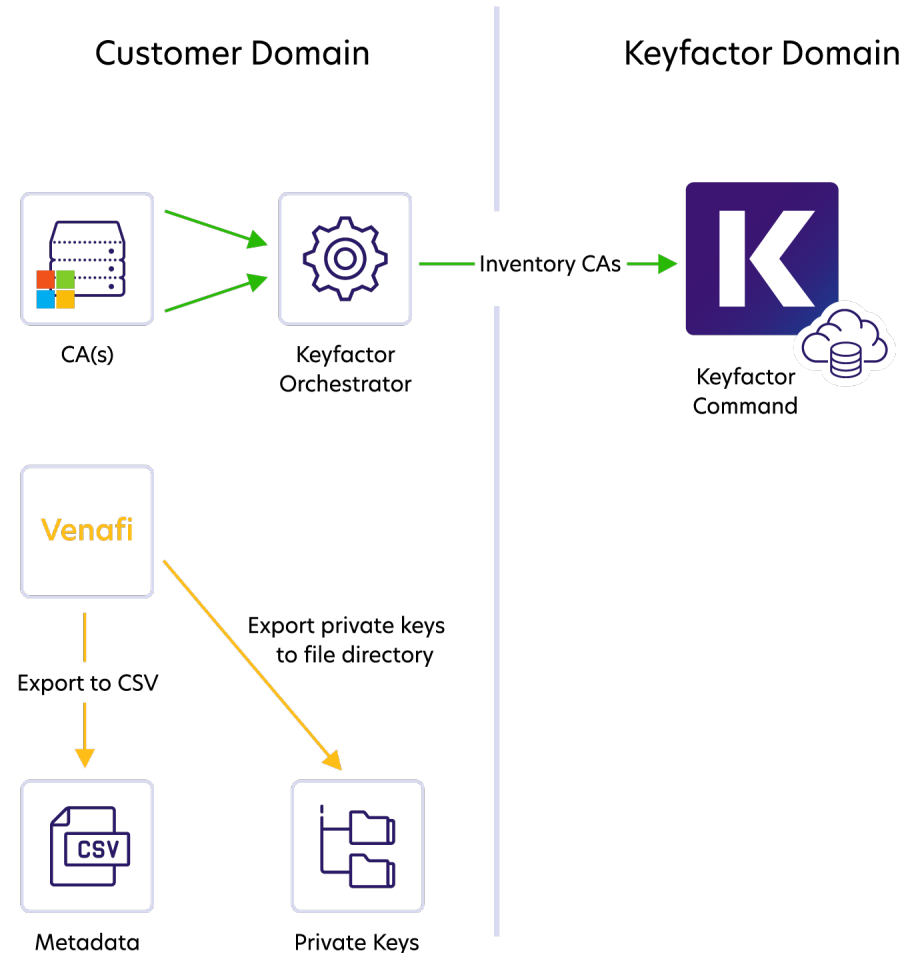 Customer Domain
Keyfactor Domain
Inventory CAs
CA(s)
Keyfactor
Orchestrator
K
Keyfactor
Command
Venafi
Export private keys
to file directory
Export to CSV
CSV
Metadata
Private Keys